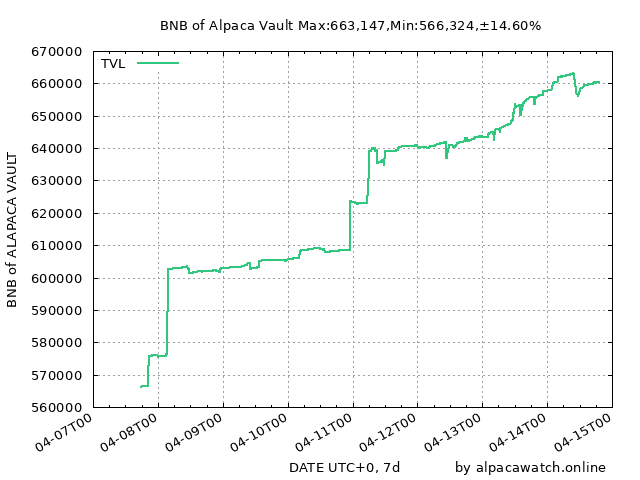 BNB of Alpaca Vault Max:663,147,Min:566,324,±14.60%
TVL
BNB of ALAPACA VAULT
670000
660000
650000
640000
630000
620000
610000
600000
590000
580000
570000
560000
04-07T00
04-08T00
04-09T00
04-10T00
04-11T00
04-12T00
04-13T00
04-14T00
04-15T00
DATE UTC+0, 7d
by alpacawatch.online